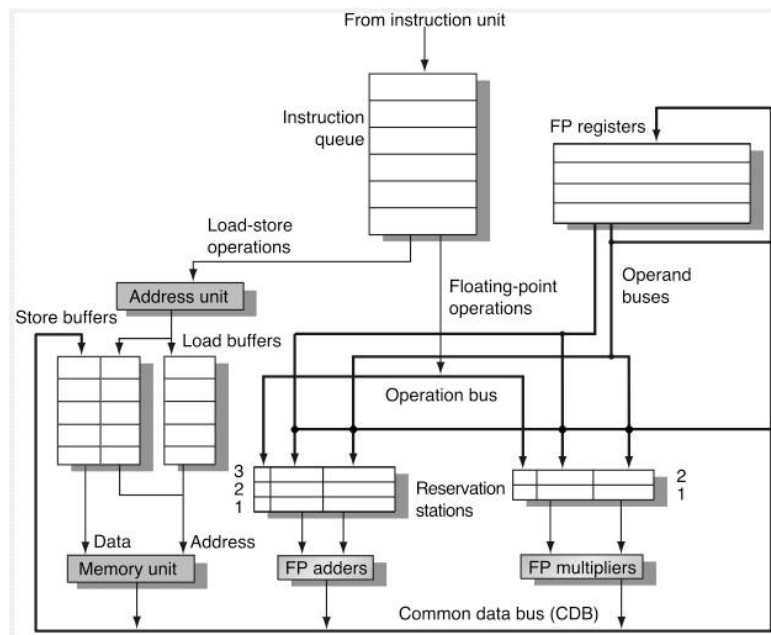 From instruction unit
Instruction
queue
FP registers
Load-store
operations
Address unit
Floating-point
operations
Operand
buses
Store buffers
Load buffers
Operation bus
3
2
1
Reservation
stations
2
1
Data
Address
Memory unit
FP adders
FP multipliers
Common data bus (CDB)